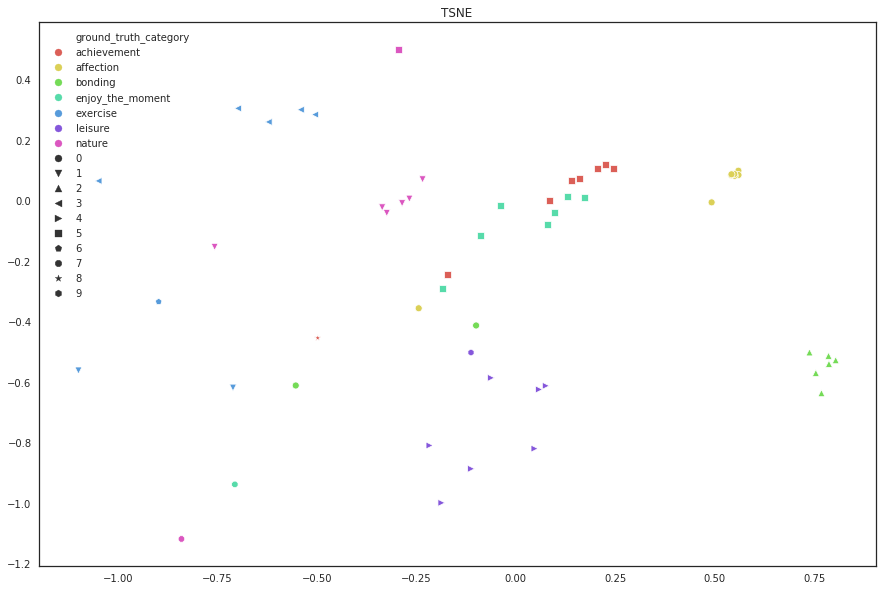 TSNE
ground_truth_category
achievement
affection
bonding
enjoy_the_moment
exercise
leisure
nature
0
1
2
3
4
5
6
7
8
9
0.4
0.2
0.0
−0.2
−0.4
−0.6
−0.8
−1.0
−1.2
−1.00 −0.75 −0.50 −0.25 0.00 0.25 0.50 0.75